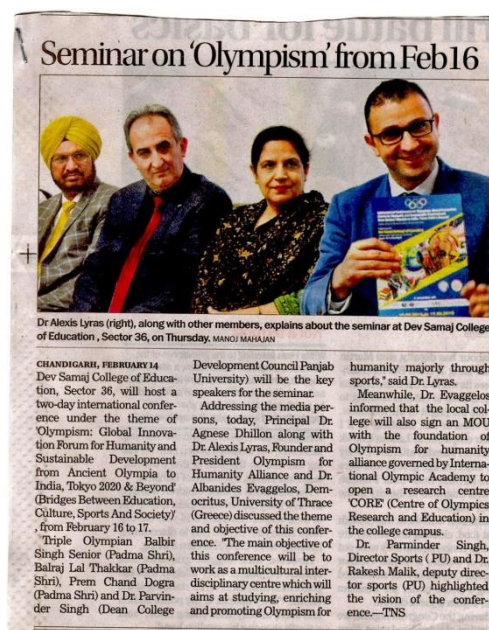 Seminar on 'Olympism' from Feb 16
Dr Alexis Lyras (right), along with other members, explains about the seminar at Dev Samaj College
of Education , Sector 36, on Thursday. MANOJ MAHAJAN
CHANDIGARH, FEBRUARY 14
Dev Samaj College of Educa-
tion, Sector 36, will host a
two-day international confer-
ence under the theme of
'Olympism: Global Innova-
tion Forum for Humanity and
Sustainable Development
from Ancient Olympia to
India, Tokyo 2020 & Beyond'
(Bridges Between Education,
Culture, Sports And Society)'
, from February 16 to 17.
Triple Olympian Balbir
Singh Senior (Padma Shri),
Balraj Lal Thakkar (Padma
Shri), Prem Chand Dogra
(Padma Shri) and Dr. Parvin-
der Singh (Dean College
Development Council Panjab
University) will be the key
speakers for the seminar.
Addressing the media per-
sons, today, Principal Dr.
Agnese Dhillon along with
Dr. Alexis Lyras, Founder and
President Olympism for
Humanity Alliance and Dr.
Albanides Evaggelos, Dem-
ocritus, University of Thrace
(Greece) discussed the theme
and objective of this confer-
ence. "The main objective of
this conference will be to
work as a multicultural inter-
disciplinary centre which will
aims at studying, enriching
and promoting Olympism for
humanity majorly through
sports," said Dr. Lyras.
Meanwhile, Dr. Evaggelos
informed that the local col-
lege will also sign an MOU
with the foundation of
Olympism for humanity
alliance governed by Interna-
tional Olympic Academy to
open a research centre
'CORE' (Centre of Olympics
Research and Education) in
the college campus.
Dr. Parminder Singh,
Director Sports ( PU) and Dr.
Rakesh Malik, deputy direc-
tor sports (PU) highlighted
the vision of the confer-
ence.—TNS